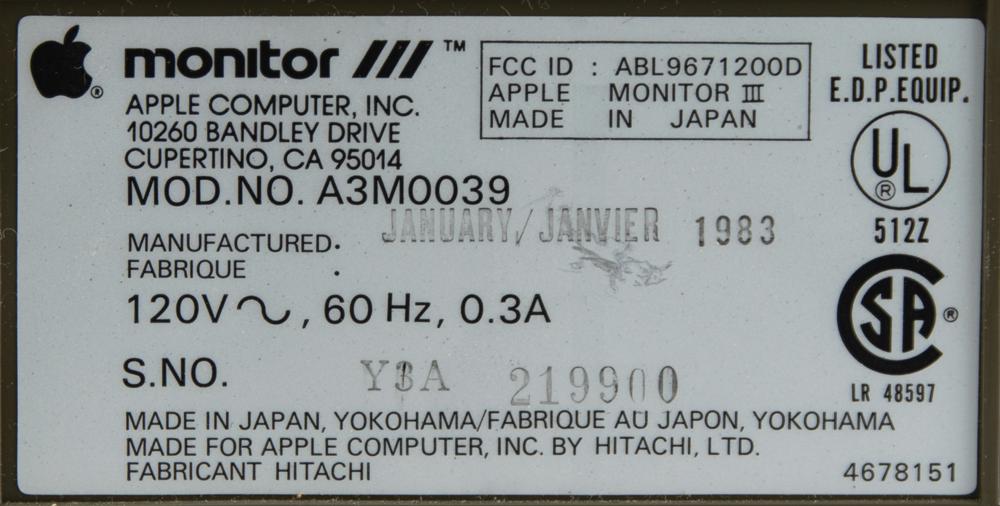 monitor ///™
APPLE COMPUTER, INC.
10260 BANDLEY DRIVE
CUPERTINO, CA 95014
MOD.NO. A3M0039
FCC ID : ABL9671200D
APPLE MONITOR III
MADE IN JAPAN
LISTED
E.D.P.EQUIP.
UL
®
512Z
MANUFACTURED· JANUARY/JANVIER 1983
FABRIQUE ·
120V～, 60 Hz, 0.3A
SA ®
LR 48597
S.NO. Y3A 219900
MADE IN JAPAN, YOKOHAMA/FABRIQUE AU JAPON, YOKOHAMA
MADE FOR APPLE COMPUTER, INC. BY HITACHI, LTD.
FABRICANT HITACHI
4678151